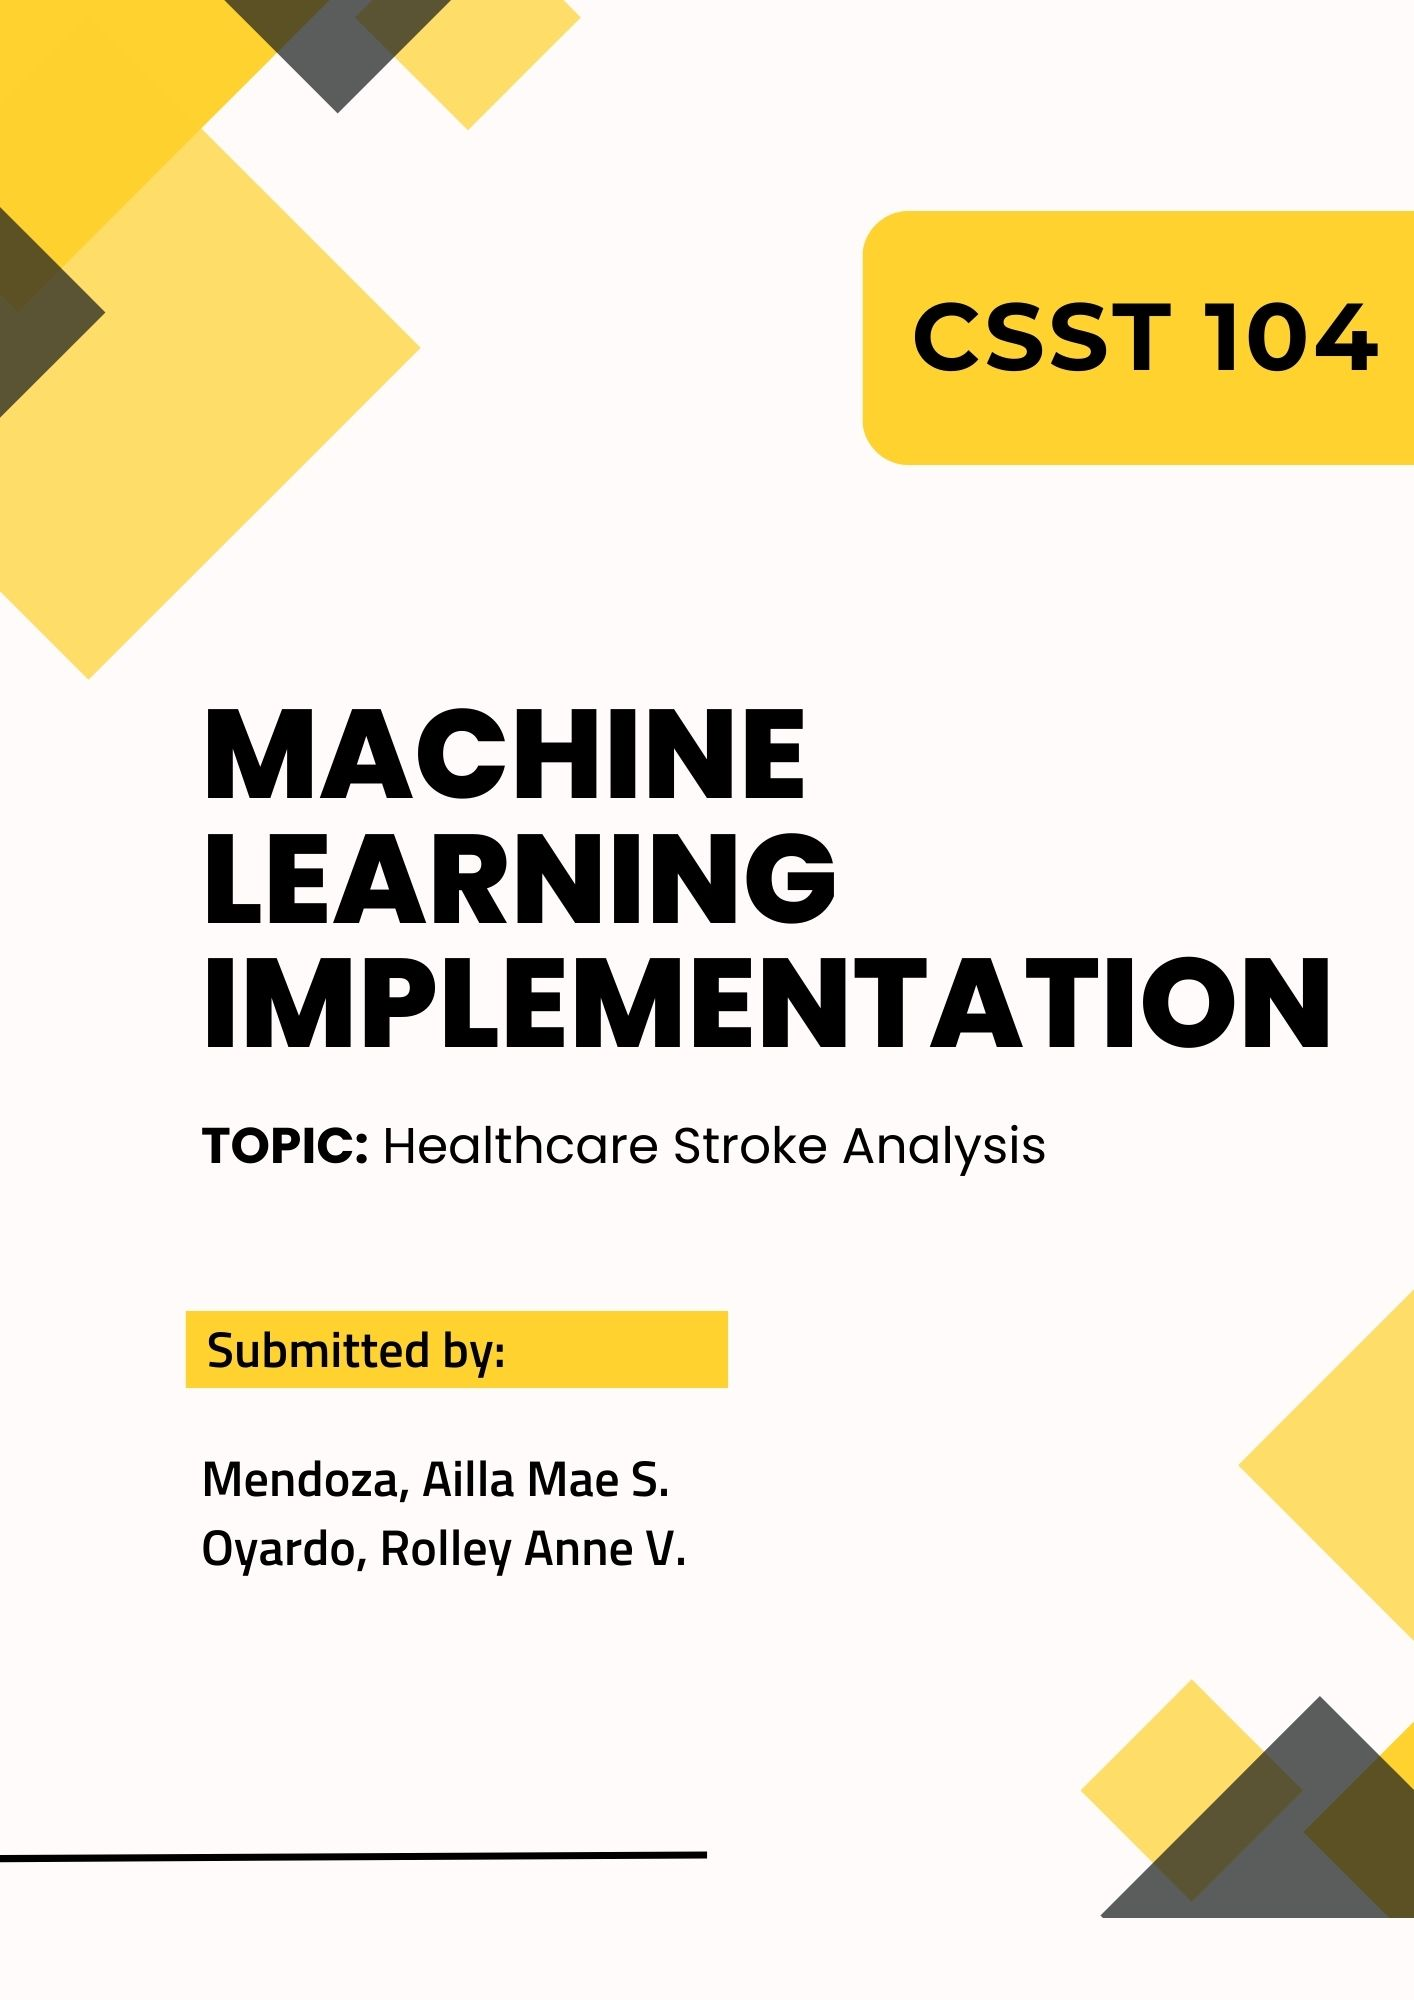 CSST 104
MACHINE
LEARNING
IMPLEMENTATION
TOPIC: Healthcare Stroke Analysis
Submitted by:
Mendoza, Ailla Mae S.
Oyardo, Rolley Anne V.